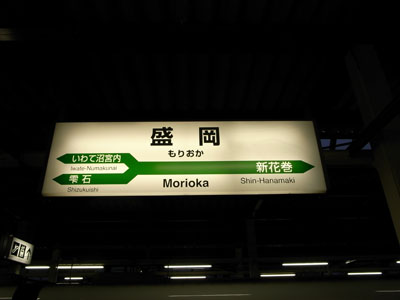 盛岡
もりおか
いわて沼宮内
Iwate-Numakunai
雫石
Shizukuishi
新花巻
Shin-Hanamaki
Morioka